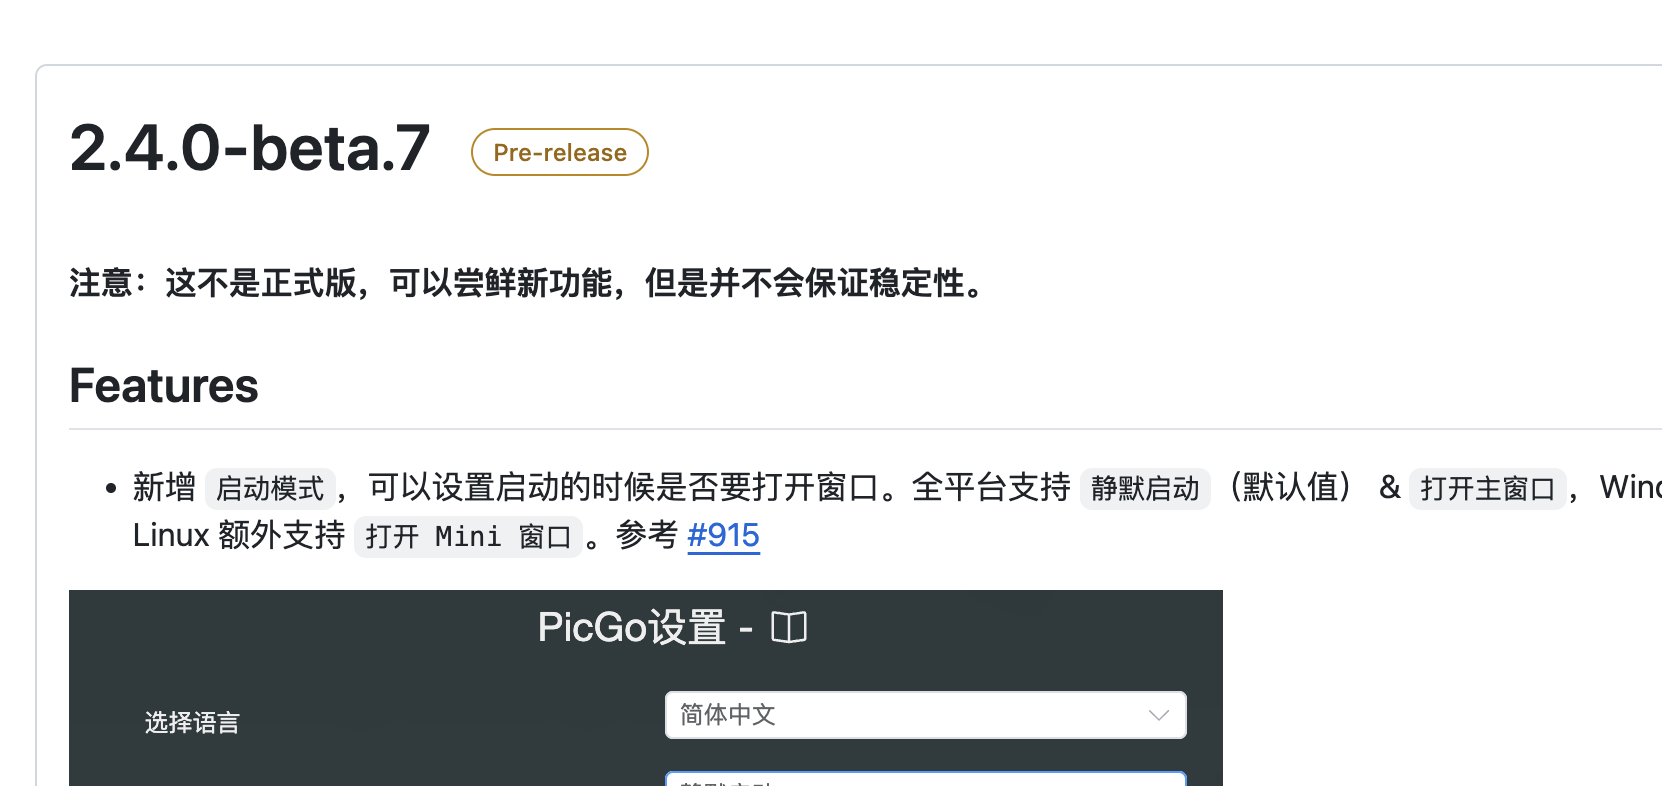 2.4.0-beta.7 Pre-release
注意：这不是正式版，可以尝鲜新功能，但是并不会保证稳定性。
Features
• 新增 启动模式 ，可以设置启动的时候是否要打开窗口。全平台支持 静默启动 （默认值） & 打开主窗口 ，
Linux 额外支持 打开 Mini 窗口 。参考 #915
PicGo设置 -
选择语言 简体中文